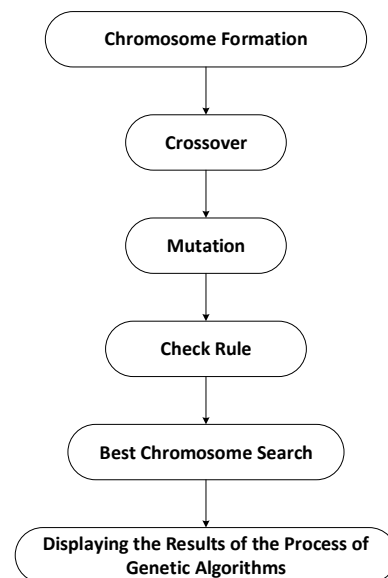 Chromosome Formation
Crossover
Mutation
Check Rule
Best Chromosome Search
Displaying the Results of the Process of
Genetic Algorithms